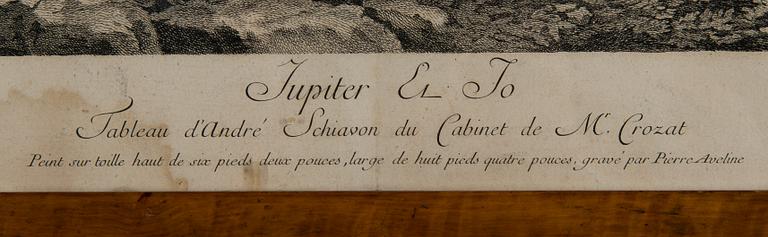 Jupiter Et Io
Tableau d'André Schiavon du Cabinet de Mr. Crozat
Peint sur toille haut de six pieds deux pouces, large de huit pieds quatre pouces, gravé par Pierre Aveline